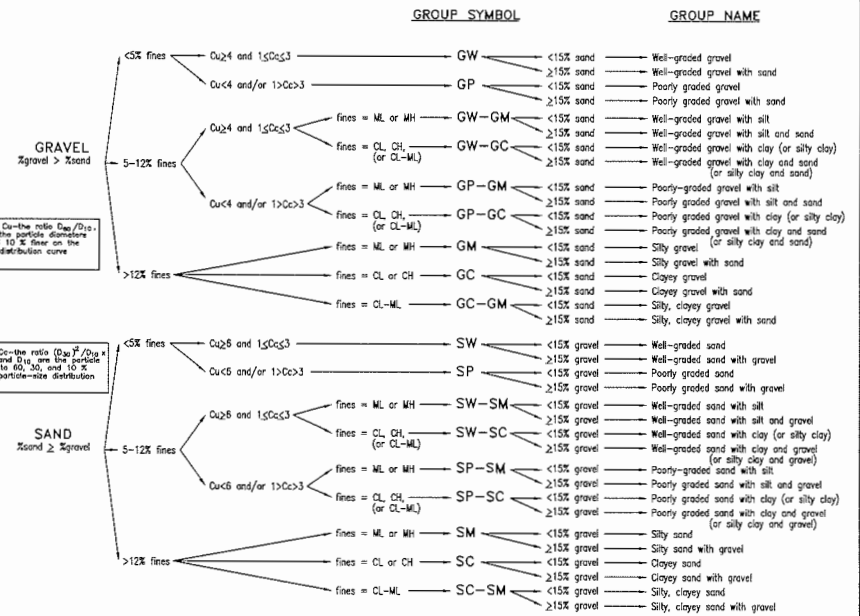 GROUP SYMBOL GROUP NAME
<5% fines Cu≥4 and 1≤Cc≤3 GW <15% sand Well-graded gravel
≥15% sand Well-graded gravel with sand
Cu<4 and/or 1>Cc>3 GP <15% sand Poorly graded gravel
≥15% sand Poorly graded gravel with sand
GRAVEL
%gravel > %sand
5-12% fines Cu≥4 and 1≤Cc≤3 fines = ML or MH GW-GM <15% sand Well-graded gravel with silt
≥15% sand Well-graded gravel with silt and sand
fines = CL, CH, (or CL-ML) GW-GC <15% sand Well-graded gravel with clay (or silty clay)
≥15% sand Well-graded gravel with clay and sand
(or silty clay and sand)
Cu<4 and/or 1>Cc>3 fines = ML or MH GP-GM <15% sand Poorly-graded gravel with silt
≥15% sand Poorly graded gravel with silt and sand
fines = CL, CH, (or CL-ML) GP-GC <15% sand Poorly graded gravel with clay (or silty clay)
≥15% sand Poorly graded gravel with clay and sand
(or silty clay and sand)
Cu-the ratio D60/D10.
the particle diameters
10 % finer on the
distribution curve
>12% fines fines = ML or MH GM <15% sand Silty gravel
≥15% sand Silty gravel with sand
fines = CL or CH GC <15% sand Clayey gravel
≥15% sand Clayey gravel with sand
fines = CL-ML GC-GM <15% sand Silty, clayey gravel
≥15% sand Silty, clayey gravel with sand
Cc-the ratio (D30)²/D10 x
and D10 are the particle
to 60, 30, and 10 %
particle-size distribution
<5% fines Cu≥6 and 1≤Cc≤3 SW <15% gravel Well-graded sand
≥15% gravel Well-graded sand with gravel
Cu<6 and/or 1>Cc>3 SP <15% gravel Poorly graded sand
≥15% gravel Poorly graded sand with gravel
SAND
%sand ≥ %gravel
5-12% fines Cu≥6 and 1≤Cc≤3 fines = ML or MH SW-SM <15% gravel Well-graded sand with silt
≥15% gravel Well-graded sand with silt and gravel
fines = CL, CH, (or CL-ML) SW-SC <15% gravel Well-graded sand with clay (or silty clay)
≥15% gravel Well-graded sand with clay and gravel
(or silty clay and gravel)
Cu<6 and/or 1>Cc>3 fines = ML or MH SP-SM <15% gravel Poorly-graded sand with silt
≥15% gravel Poorly graded sand with silt and gravel
fines = CL, CH, (or CL-ML) SP-SC <15% gravel Poorly graded sand with clay (or silty clay)
≥15% gravel Poorly graded sand with clay and gravel
(or silty clay and gravel)
>12% fines fines = ML or MH SM <15% gravel Silty sand
≥15% gravel Silty sand with gravel
fines = CL or CH SC <15% gravel Clayey sand
≥15% gravel Clayey sand with gravel
fines = CL-ML SC-SM <15% gravel Silty, clayey sand
≥15% gravel Silty, clayey sand with gravel